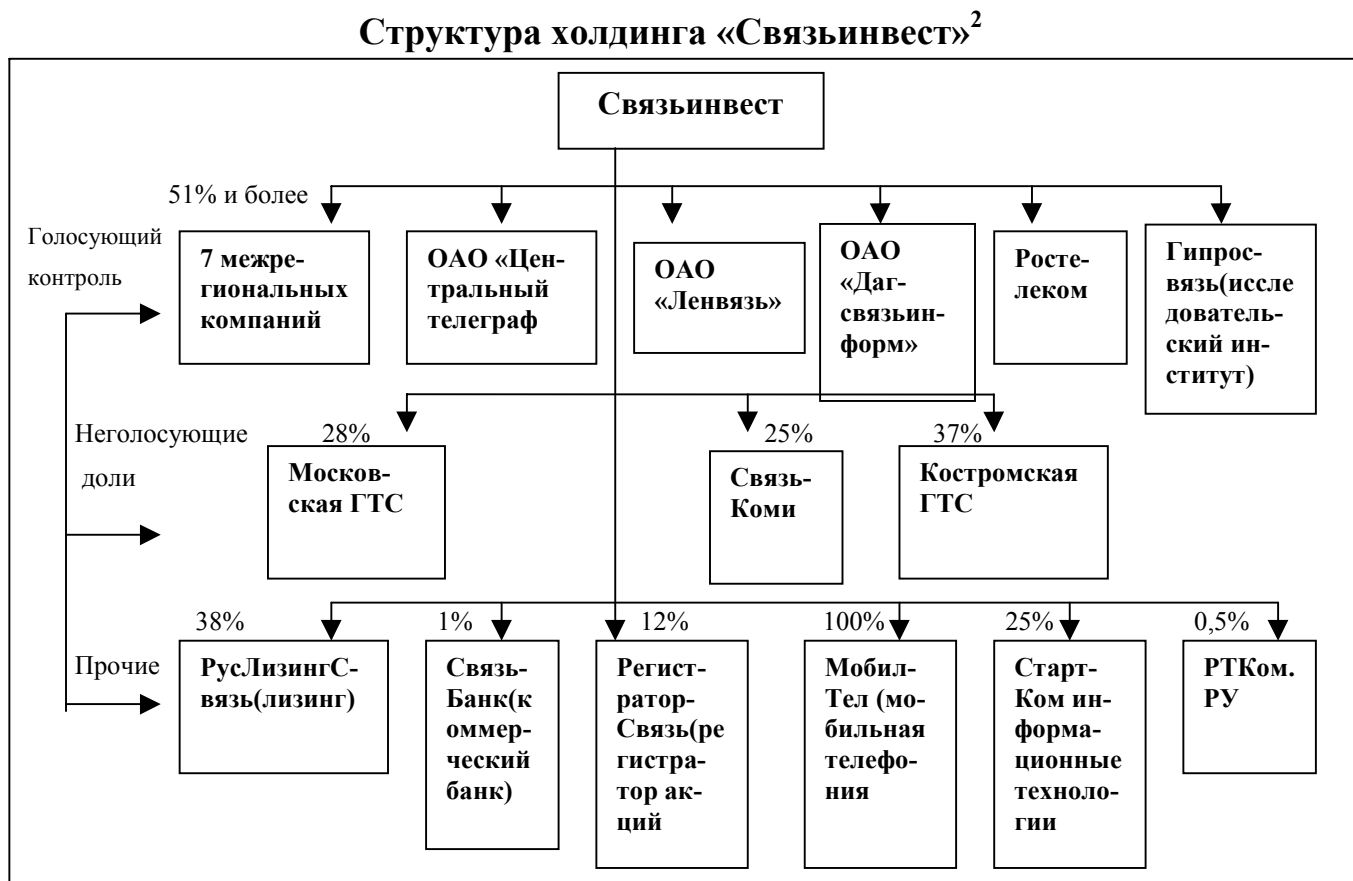 Структура холдинга «Связьинвест»2
Связьинвест
51% и более
Голосующий
контроль
7 межре-
гиональных
компаний
ОАО «Цен-
тральный
телеграф
ОАО
«Ленвязь»
ОАО
«Даг-
связьин-
форм»
Росте-
леком
Гипрос-
вязь(иссле
дователь-
ский ин-
ститут)
Неголосующие
доли
28%
Москов-
ская ГТС
25%
Связь-
Коми
37%
Костромская
ГТС
Прочие
38%
РусЛизингС-
вязь(лизинг)
1%
Связь-
Банк(к
оммер-
ческий
банк)
12%
Регист-
ратор-
Связь(ре
гистра-
тор ак-
ций
100%
Мобил-
Тел (мо-
бильная
телефо-
ния
25%
Старт-
Ком ин-
форма-
ционные
техноло-
гии
0,5%
РТКом.
РУ